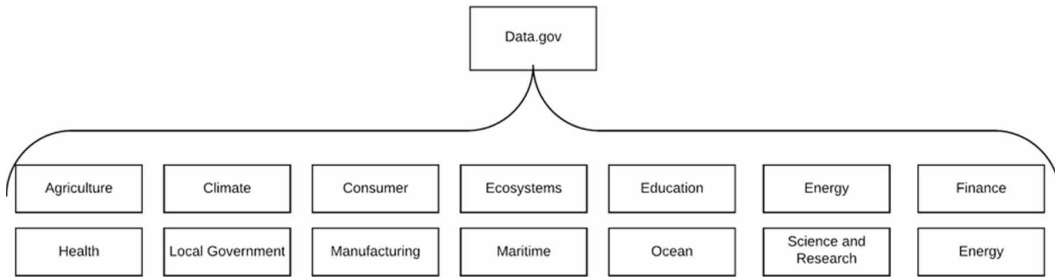 Data.gov
Agriculture
Climate
Consumer
Ecosystems
Education
Energy
Finance
Health
Local Government
Manufacturing
Maritime
Ocean
Science and
Research
Energy